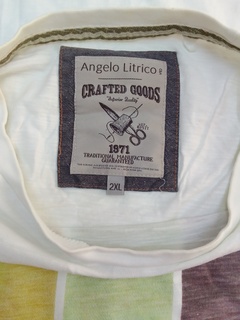 Angelo Litrico
CRAFTED GOODS
"Superior Quality"
1971
TRADITIONAL MANUFACTURE
GUARANTEED
2XL